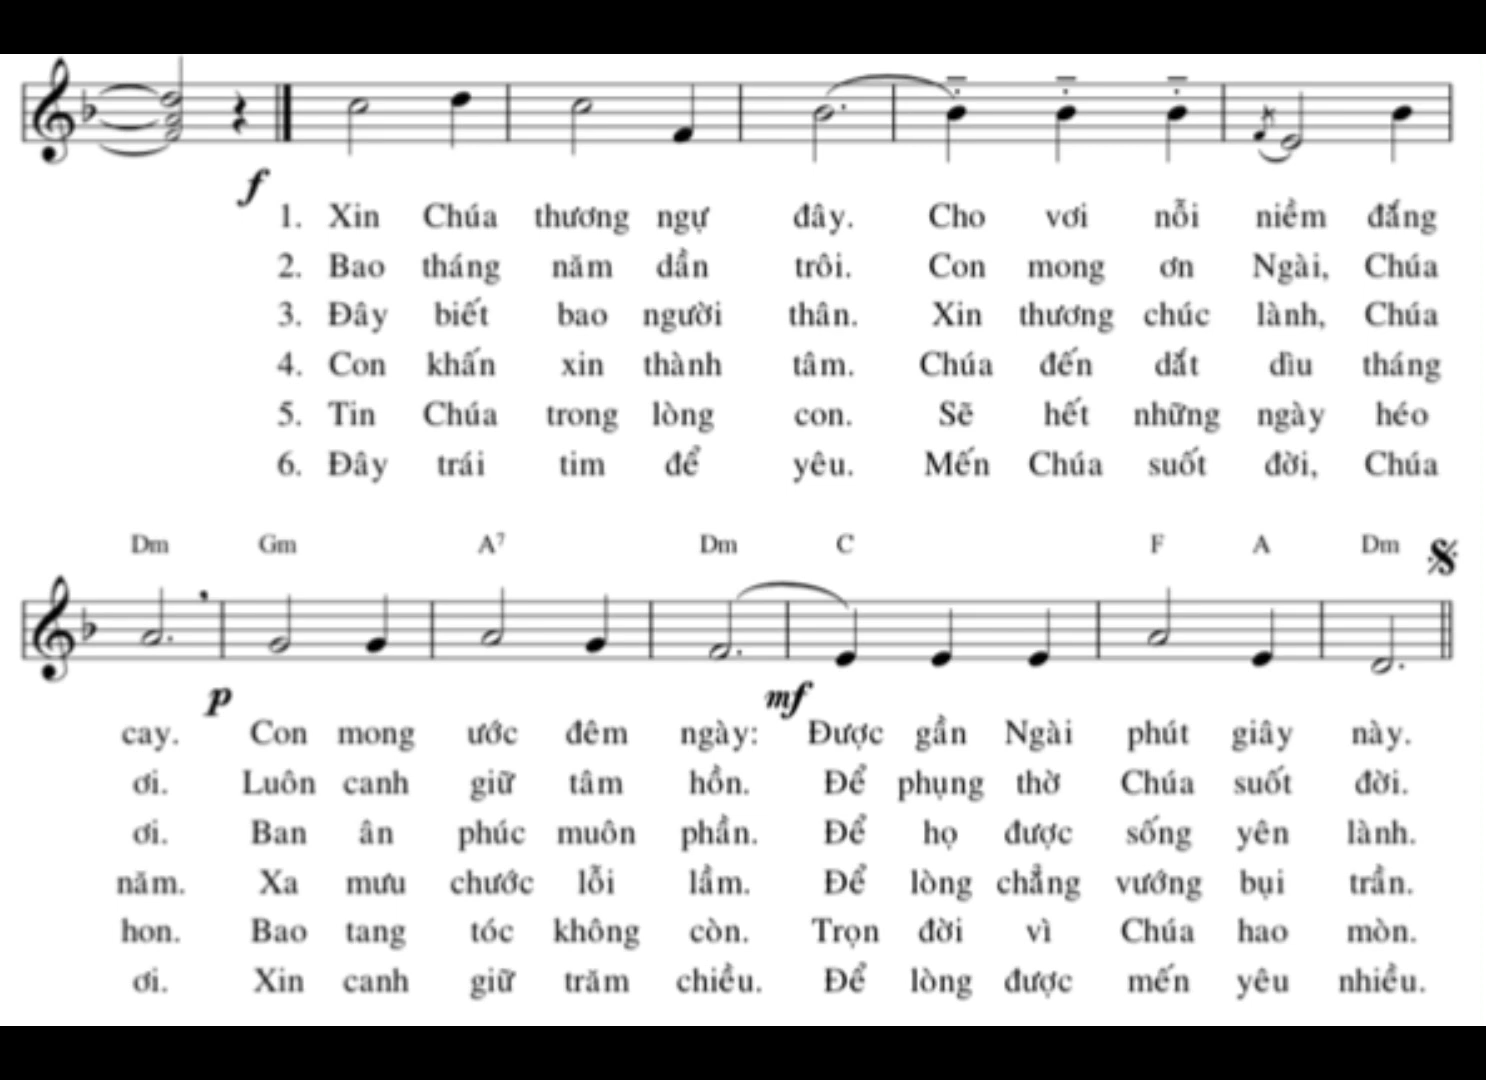 f
1. Xin Chúa thương ngự đây. Cho vơi nỗi niềm đắng
2. Bao tháng năm dần trôi. Con mong ơn Ngài, Chúa
3. Đây biết bao người thân. Xin thương chúc lành, Chúa
4. Con khấn xin thành tâm. Chúa đến dắt dìu tháng
5. Tin Chúa trong lòng con. Sẽ hết những ngày héo
6. Đây trái tim để yêu. Mến Chúa suốt đời, Chúa
Dm Gm A7 Dm C F A Dm
p mf
cay. Con mong ước đêm ngày: Được gần Ngài phút giây này.
ơi. Luôn canh giữ tâm hồn. Để phụng thờ Chúa suốt đời.
ơi. Ban ân phúc muôn phần. Để họ được sống yên lành.
năm. Xa mưu chước lỗi lầm. Để lòng chẳng vướng bụi trần.
hon. Bao tang tóc không còn. Trọn đời vì Chúa hao mòn.
ơi. Xin canh giữ trăm chiều. Để lòng được mến yêu nhiều.